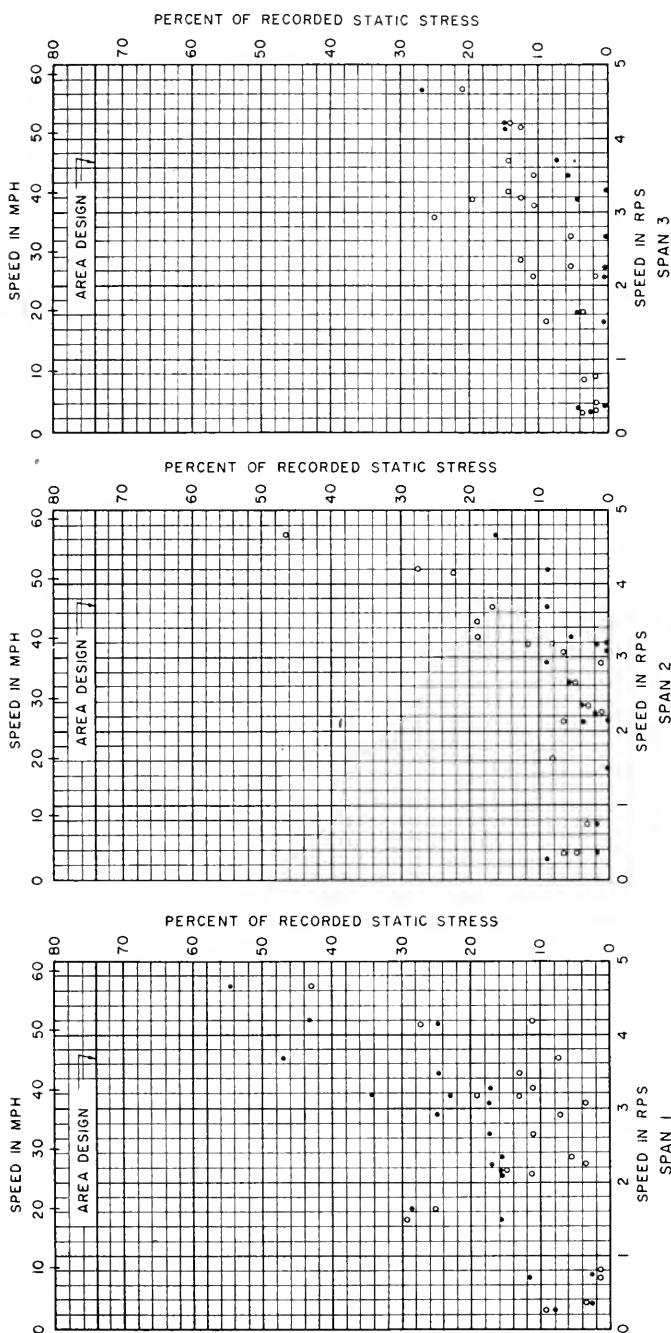 SPEED IN MPH
0 10 20 30 40 50 60
AREA DESIGN
PERCENT OF RECORDED STATIC STRESS
80 70 60 50 40 30 20 10 0
0 1 2 3 4 5
SPEED IN RPS
SPAN 1
SPEED IN MPH
0 10 20 30 40 50 60
AREA DESIGN
PERCENT OF RECORDED STATIC STRESS
80 70 60 50 40 30 20 10 0
0 1 2 3 4 5
SPEED IN RPS
SPAN 2
SPEED IN MPH
0 10 20 30 40 50 60
AREA DESIGN
PERCENT OF RECORDED STATIC STRESS
80 70 60 50 40 30 20 10 0
0 1 2 3 4 5
SPEED IN RPS
SPAN 3